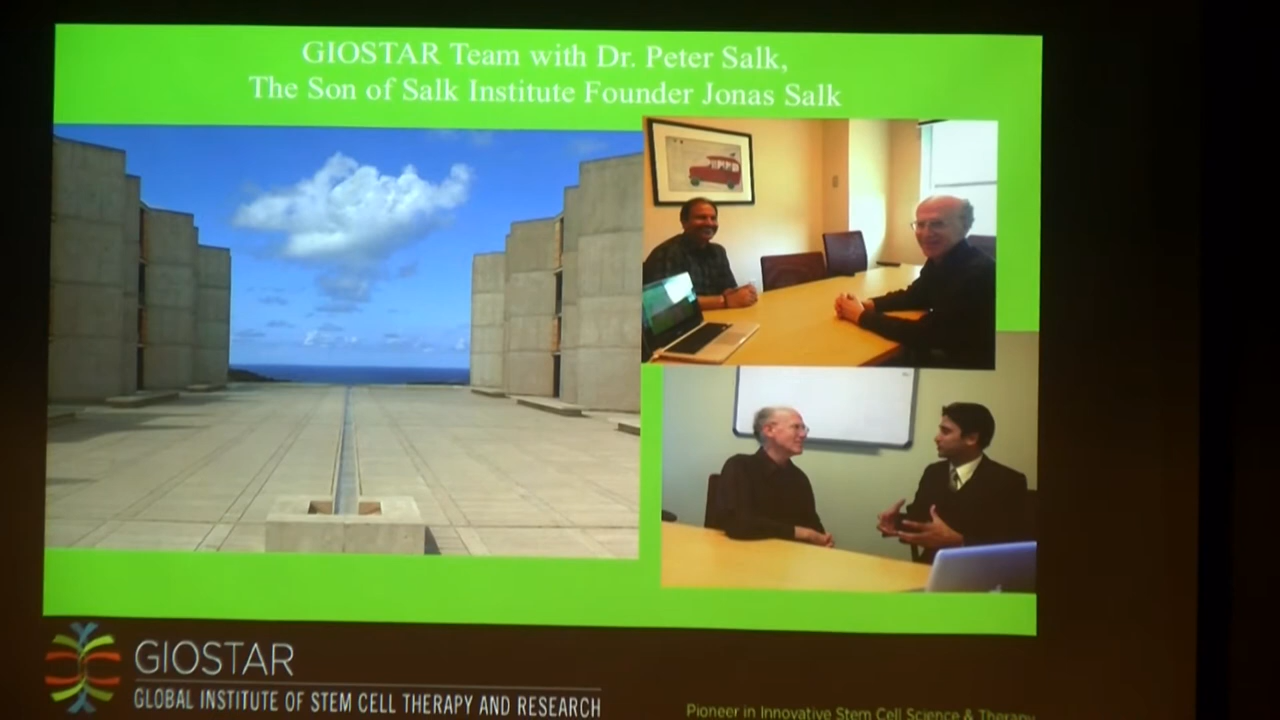 GIOSTAR Team with Dr. Peter Salk,
The Son of Salk Institute Founder Jonas Salk
GIOSTAR
GLOBAL INSTITUTE OF STEM CELL THERAPY AND RESEARCH
Pioneer in Innovative Stem Cell Science & Therapy